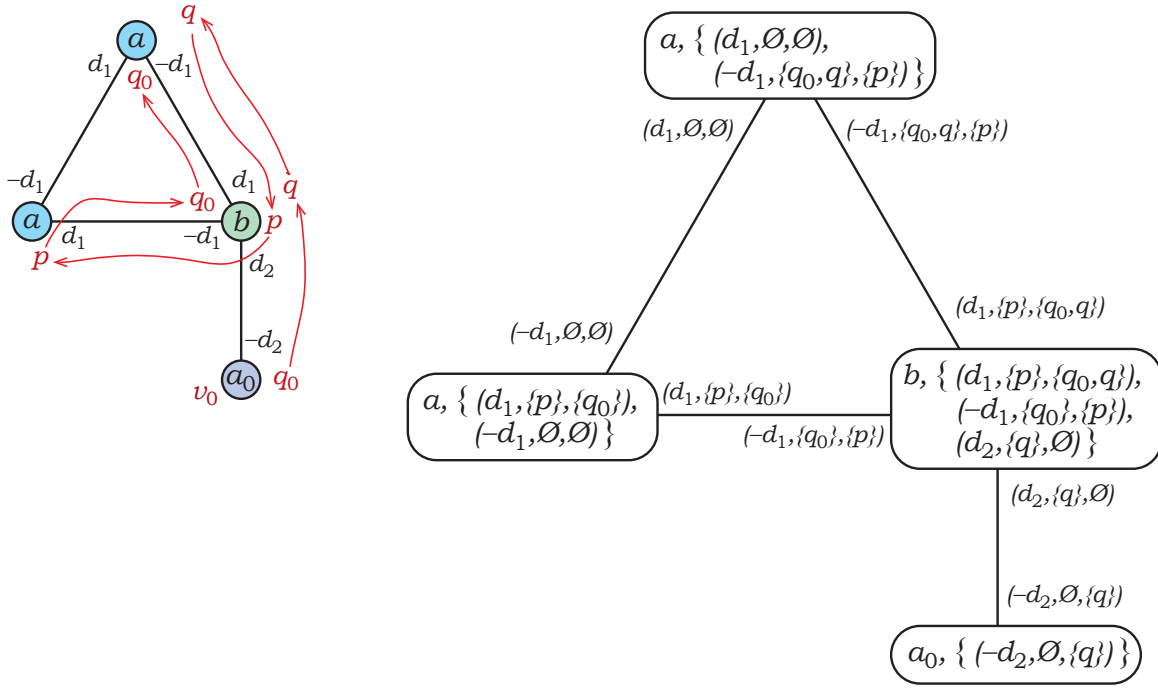 q
a
d₁
–d₁
q₀
–d₁
q₀
d₁
q
a
b
p
d₁
–d₁
p
d₂
–d₂
v₀
a₀
q₀
a, { (d₁,Ø,Ø),
(–d₁,{q₀,q},{p}) }
(d₁,Ø,Ø)
(–d₁,{q₀,q},{p})
(–d₁,Ø,Ø)
(d₁,{p},{q₀,q})
a, { (d₁,{p},{q₀}),
(–d₁,Ø,Ø) }
(d₁,{p},{q₀})
(–d₁,{q₀},{p})
b, { (d₁,{p},{q₀,q}),
(–d₁,{q₀},{p}),
(d₂,{q},Ø) }
(d₂,{q},Ø)
(–d₂,Ø,{q})
a₀, { (–d₂,Ø,{q}) }